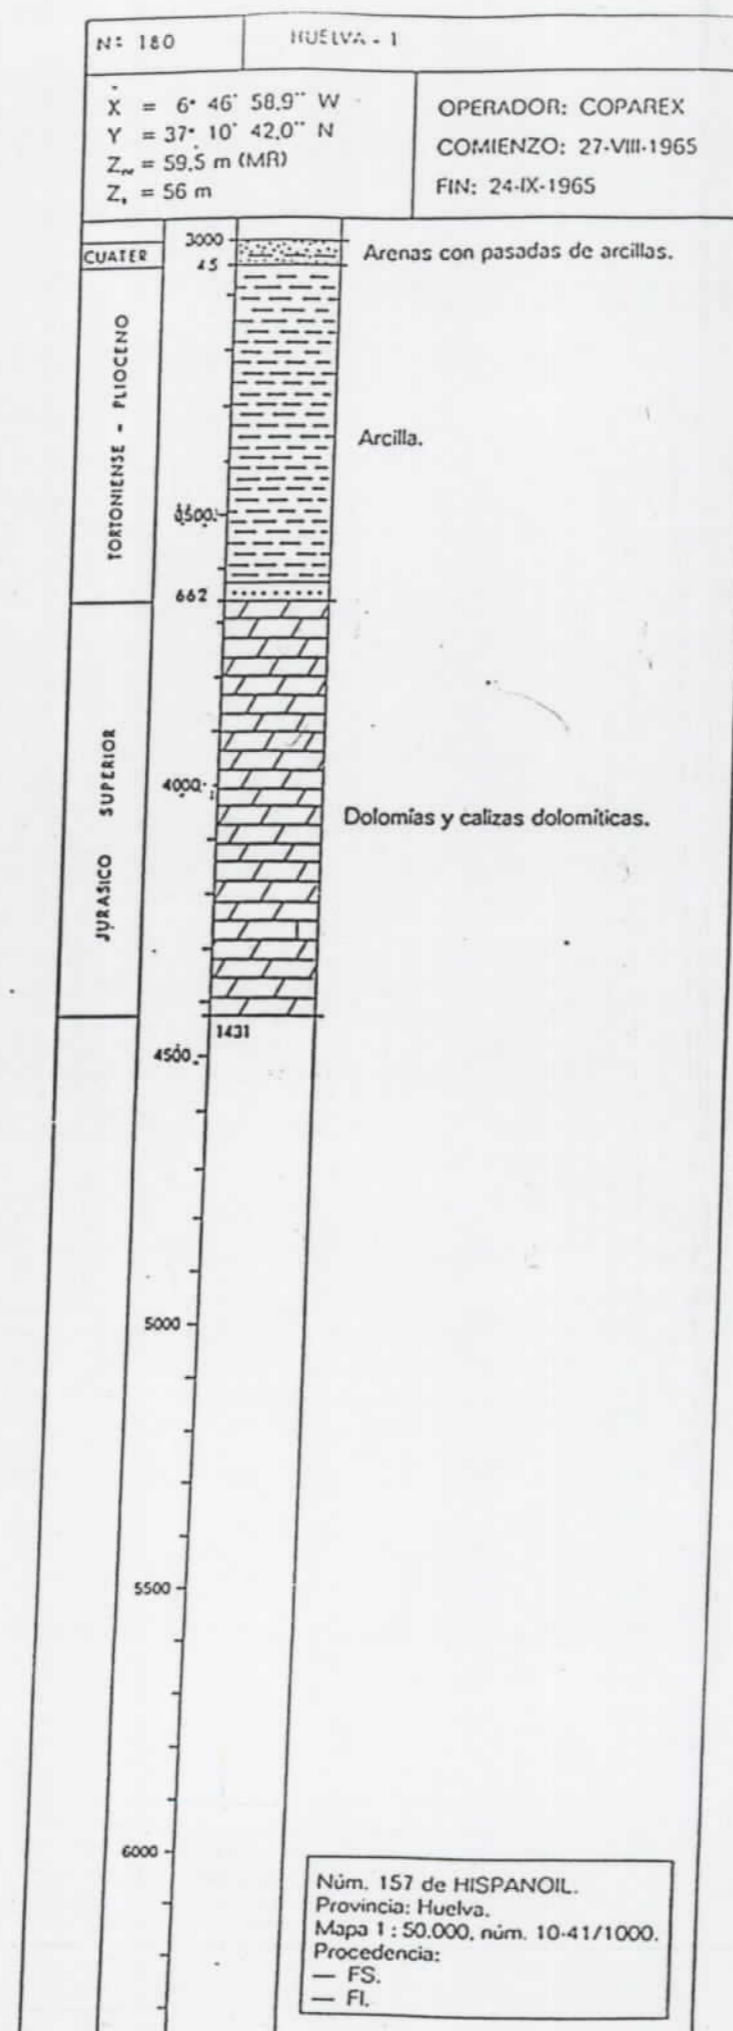 Nº 180
HUELVA - 1
X = 6° 46' 58.9'' W
Y = 37° 10' 42.0'' N
Zₘ = 59.5 m (MR)
Zₛ = 56 m
OPERADOR: COPAREX
COMIENZO: 27-VIII-1965
FIN: 24-IX-1965
CUATER
3000
45
Arenas con pasadas de arcillas.
TORTONIENSE - PLIOCENO
Arcilla.
3500
662
JURASICO SUPERIOR
4000
Dolomías y calizas dolomíticas.
1431
4500
5000
5500
6000
Núm. 157 de HISPANOIL.
Provincia: Huelva.
Mapa 1 : 50.000, núm. 10-41/1000.
Procedencia:
— FS.
— FI.